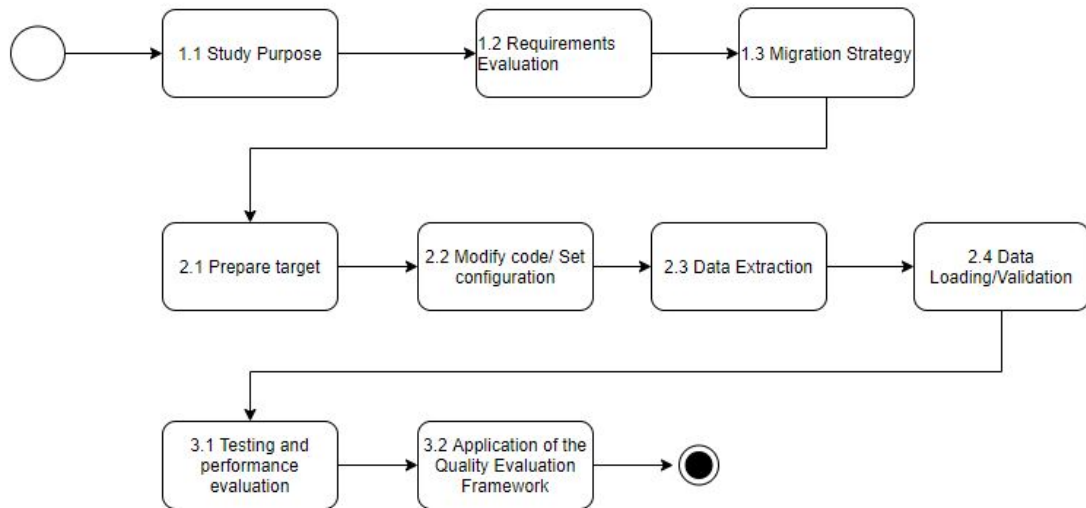 1.1 Study Purpose
1.2 Requirements
Evaluation
1.3 Migration Strategy
2.1 Prepare target
2.2 Modify code/ Set
configuration
2.3 Data Extraction
2.4 Data
Loading/Validation
3.1 Testing and
performance
evaluation
3.2 Application of the
Quality Evaluation
Framework